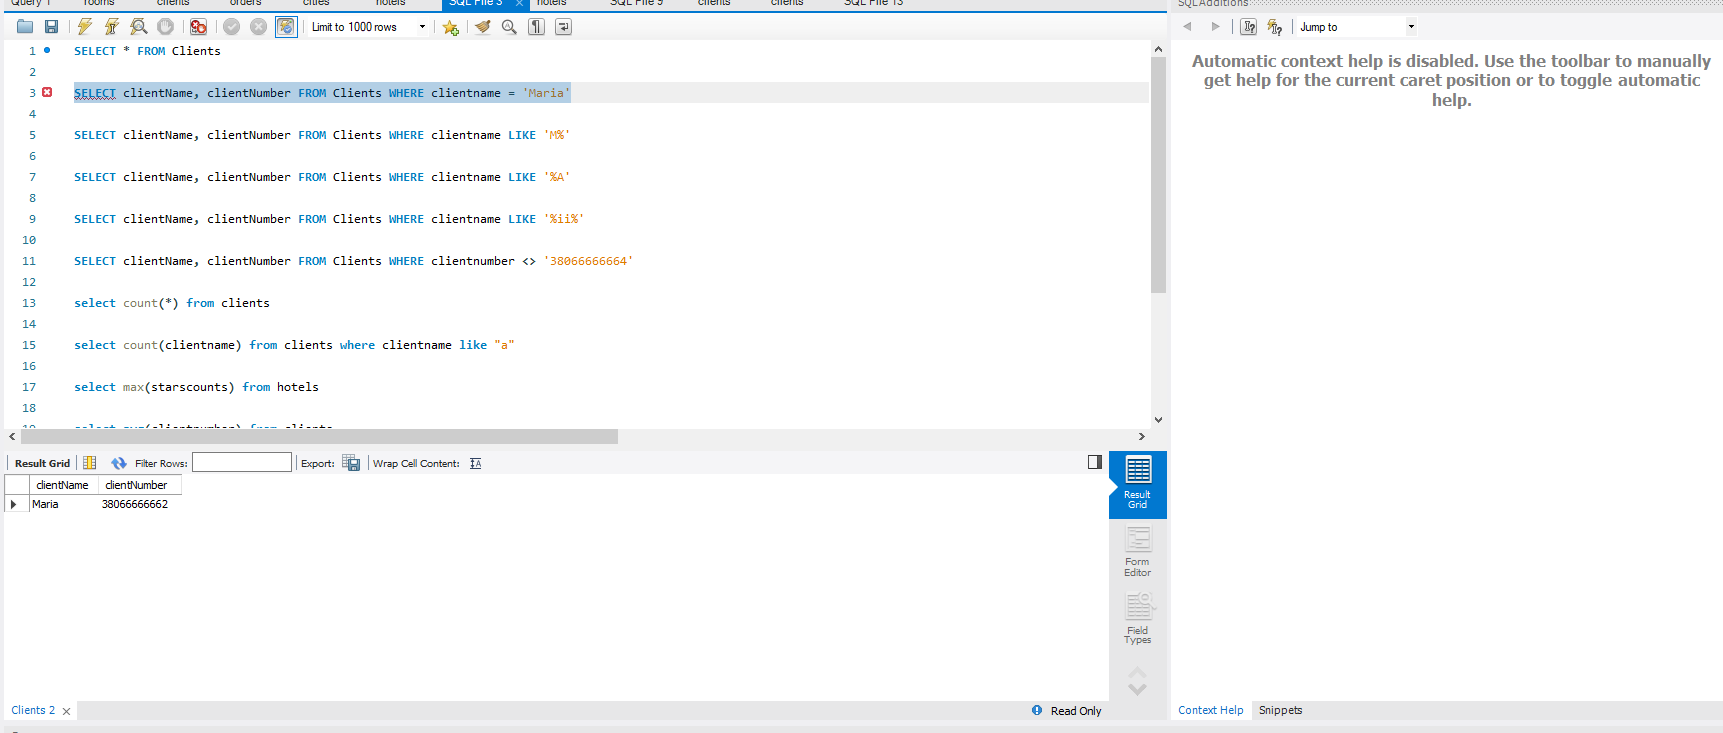 Query 1 rooms clients orders cities hotels SQL File 3 hotels SQL File 9 clients clients SQL File 13
Limit to 1000 rows
1 SELECT * FROM Clients
2
3 SELECT clientName, clientNumber FROM Clients WHERE clientname = 'Maria'
4
5 SELECT clientName, clientNumber FROM Clients WHERE clientname LIKE 'M%'
6
7 SELECT clientName, clientNumber FROM Clients WHERE clientname LIKE '%A'
8
9 SELECT clientName, clientNumber FROM Clients WHERE clientname LIKE '%ii%'
10
11 SELECT clientName, clientNumber FROM Clients WHERE clientnumber <> '38066666664'
12
13 select count(*) from clients
14
15 select count(clientname) from clients where clientname like "a"
16
17 select max(starscounts) from hotels
18
19 select (clientnumber) from clients
Result Grid Filter Rows: Export: Wrap Cell Content:
clientName clientNumber
Maria 38066666662
Result
Grid
Form
Editor
Field
Types
Clients 2 Read Only
SQLAdditions
Jump to
Automatic context help is disabled. Use the toolbar to manually
get help for the current caret position or to toggle automatic
help.
Context Help Snippets